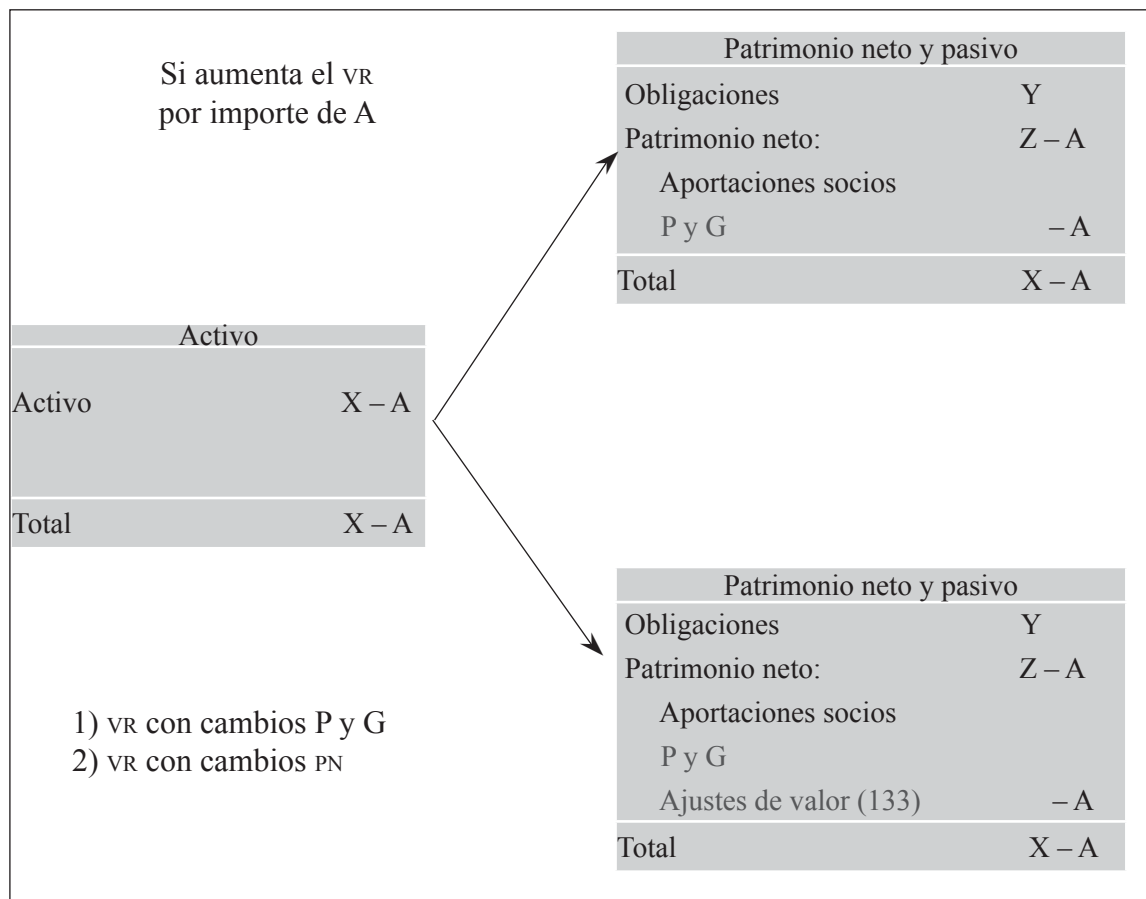 Si aumenta el VR
por importe de A
Patrimonio neto y pasivo
Obligaciones Y
Patrimonio neto: Z – A
Aportaciones socios
P y G – A
Total X – A
Activo
Activo X – A
Total X – A
Patrimonio neto y pasivo
Obligaciones Y
Patrimonio neto: Z – A
Aportaciones socios
P y G
Ajustes de valor (133) – A
Total X – A
1) VR con cambios P y G
2) VR con cambios PN